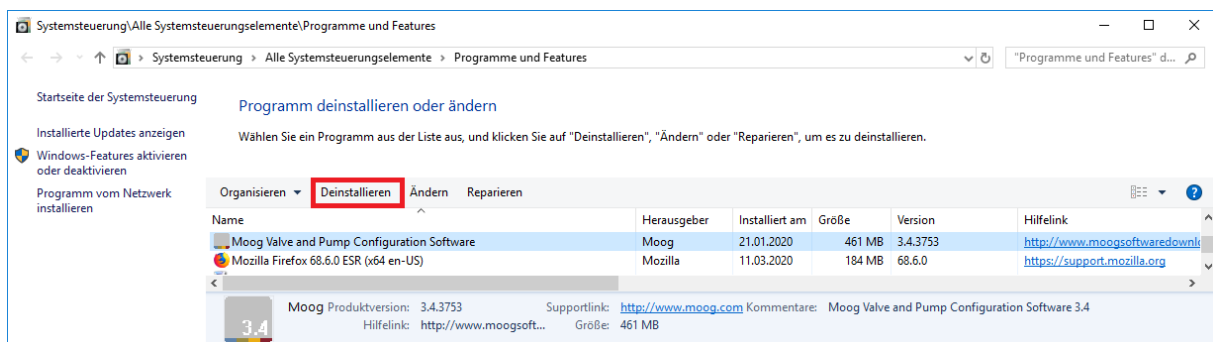 Systemsteuerung\Alle Systemsteuerungselemente\Programme und Features
Systemsteuerung > Alle Systemsteuerungselemente > Programme und Features
"Programme und Features" d...
Startseite der Systemsteuerung
Installierte Updates anzeigen
Windows-Features aktivieren
oder deaktivieren
Programm vom Netzwerk
installieren
Programm deinstallieren oder ändern
Wählen Sie ein Programm aus der Liste aus, und klicken Sie auf "Deinstallieren", "Ändern" oder "Reparieren", um es zu deinstallieren.
Organisieren Deinstallieren Ändern Reparieren
Name Herausgeber Installiert am Größe Version Hilfelink
Moog Valve and Pump Configuration Software Moog 21.01.2020 461 MB 3.4.3753 http://www.moogsoftwaredownlo
Mozilla Firefox 68.6.0 ESR (x64 en-US) Mozilla 11.03.2020 184 MB 68.6.0 https://support.mozilla.org
3.4
Moog Produktversion: 3.4.3753 Supportlink: http://www.moog.com Kommentare: Moog Valve and Pump Configuration Software 3.4
Hilfelink: http://www.moogsoft... Größe: 461 MB